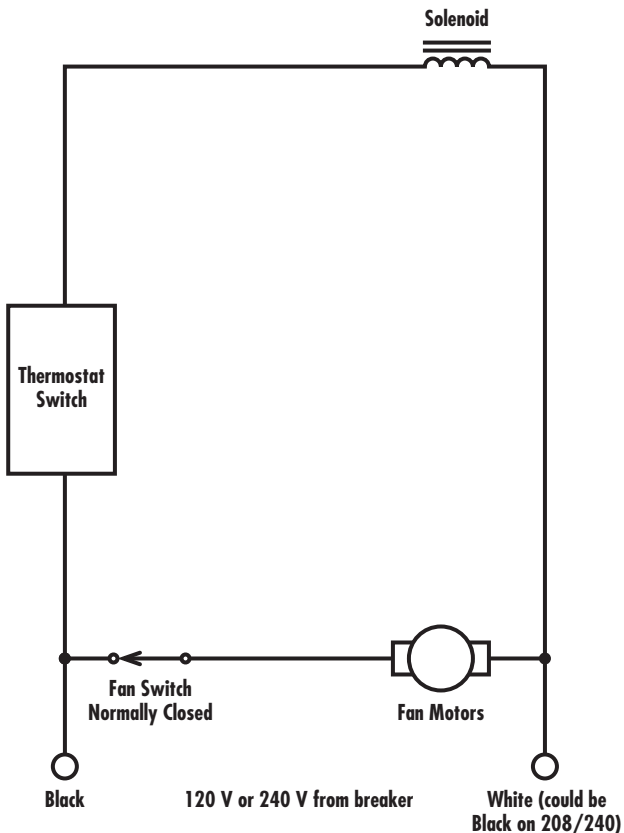 Solenoid
Thermostat
Switch
Fan Switch
Normally Closed
Fan Motors
Black
120 V or 240 V from breaker
White (could be
Black on 208/240)